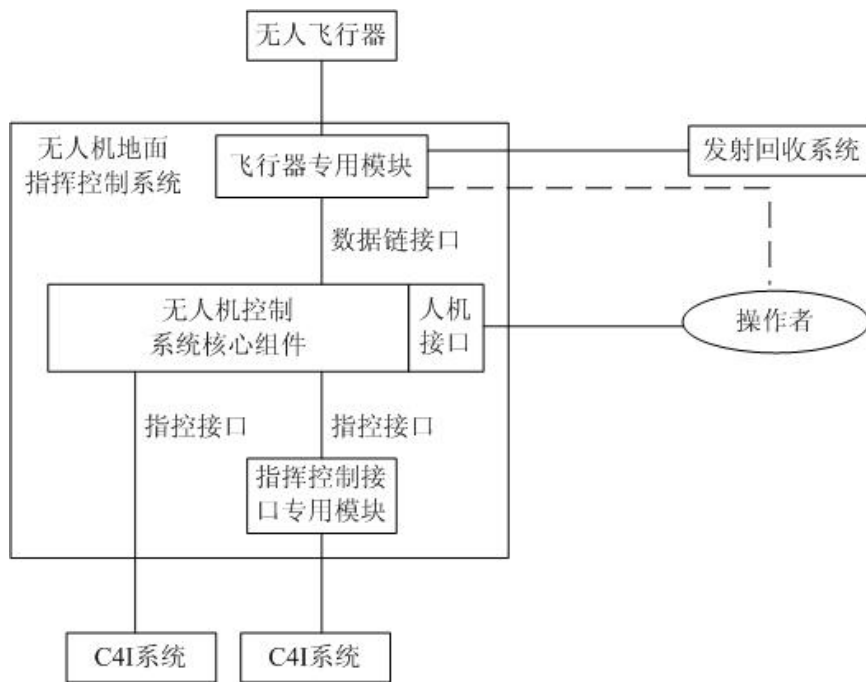 无人飞行器
无人机地面
指挥控制系统
飞行器专用模块
发射回收系统
数据链接口
无人机控制
系统核心组件
人机
接口
操作者
指控接口
指控接口
指挥控制接
口专用模块
C4I系统
C4I系统